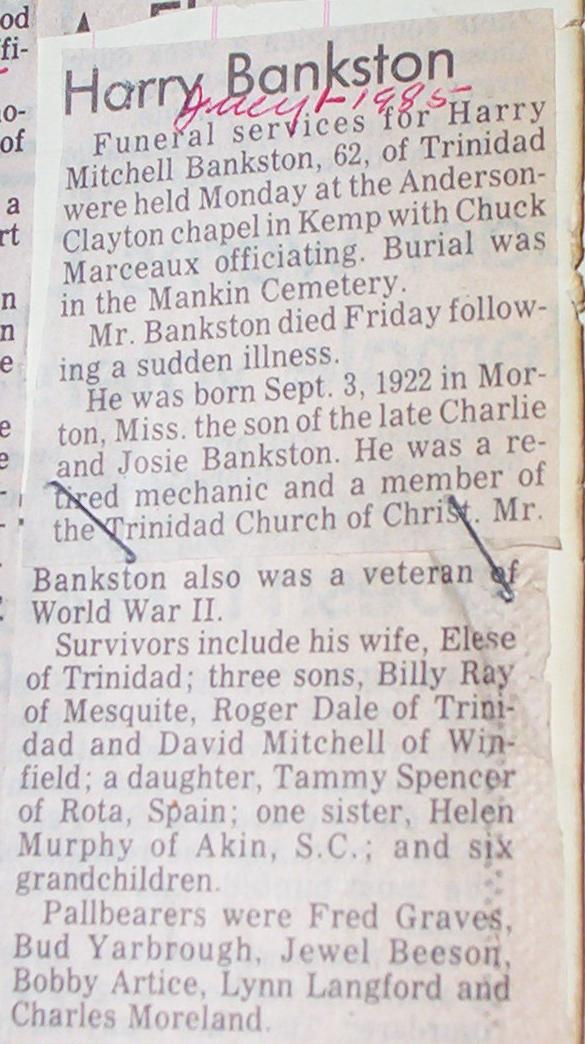 Harry Bankston
July 1-1985
Funeral services for Harry
Mitchell Bankston, 62, of Trinidad
were held Monday at the Anderson-
Clayton chapel in Kemp with Chuck
Marceaux officiating. Burial was
in the Mankin Cemetery.
Mr. Bankston died Friday follow-
ing a sudden illness.
He was born Sept. 3, 1922 in Mor-
ton, Miss. the son of the late Charlie
and Josie Bankston. He was a re-
tired mechanic and a member of
the Trinidad Church of Christ. Mr.
Bankston also was a veteran of
World War II.
Survivors include his wife, Elese
of Trinidad; three sons, Billy Ray
of Mesquite, Roger Dale of Trini-
dad and David Mitchell of Win-
field; a daughter, Tammy Spencer
of Rota, Spain; one sister, Helen
Murphy of Akin, S.C.; and six
grandchildren.
Pallbearers were Fred Graves,
Bud Yarbrough, Jewel Beeson,
Bobby Artice, Lynn Langford and
Charles Moreland.